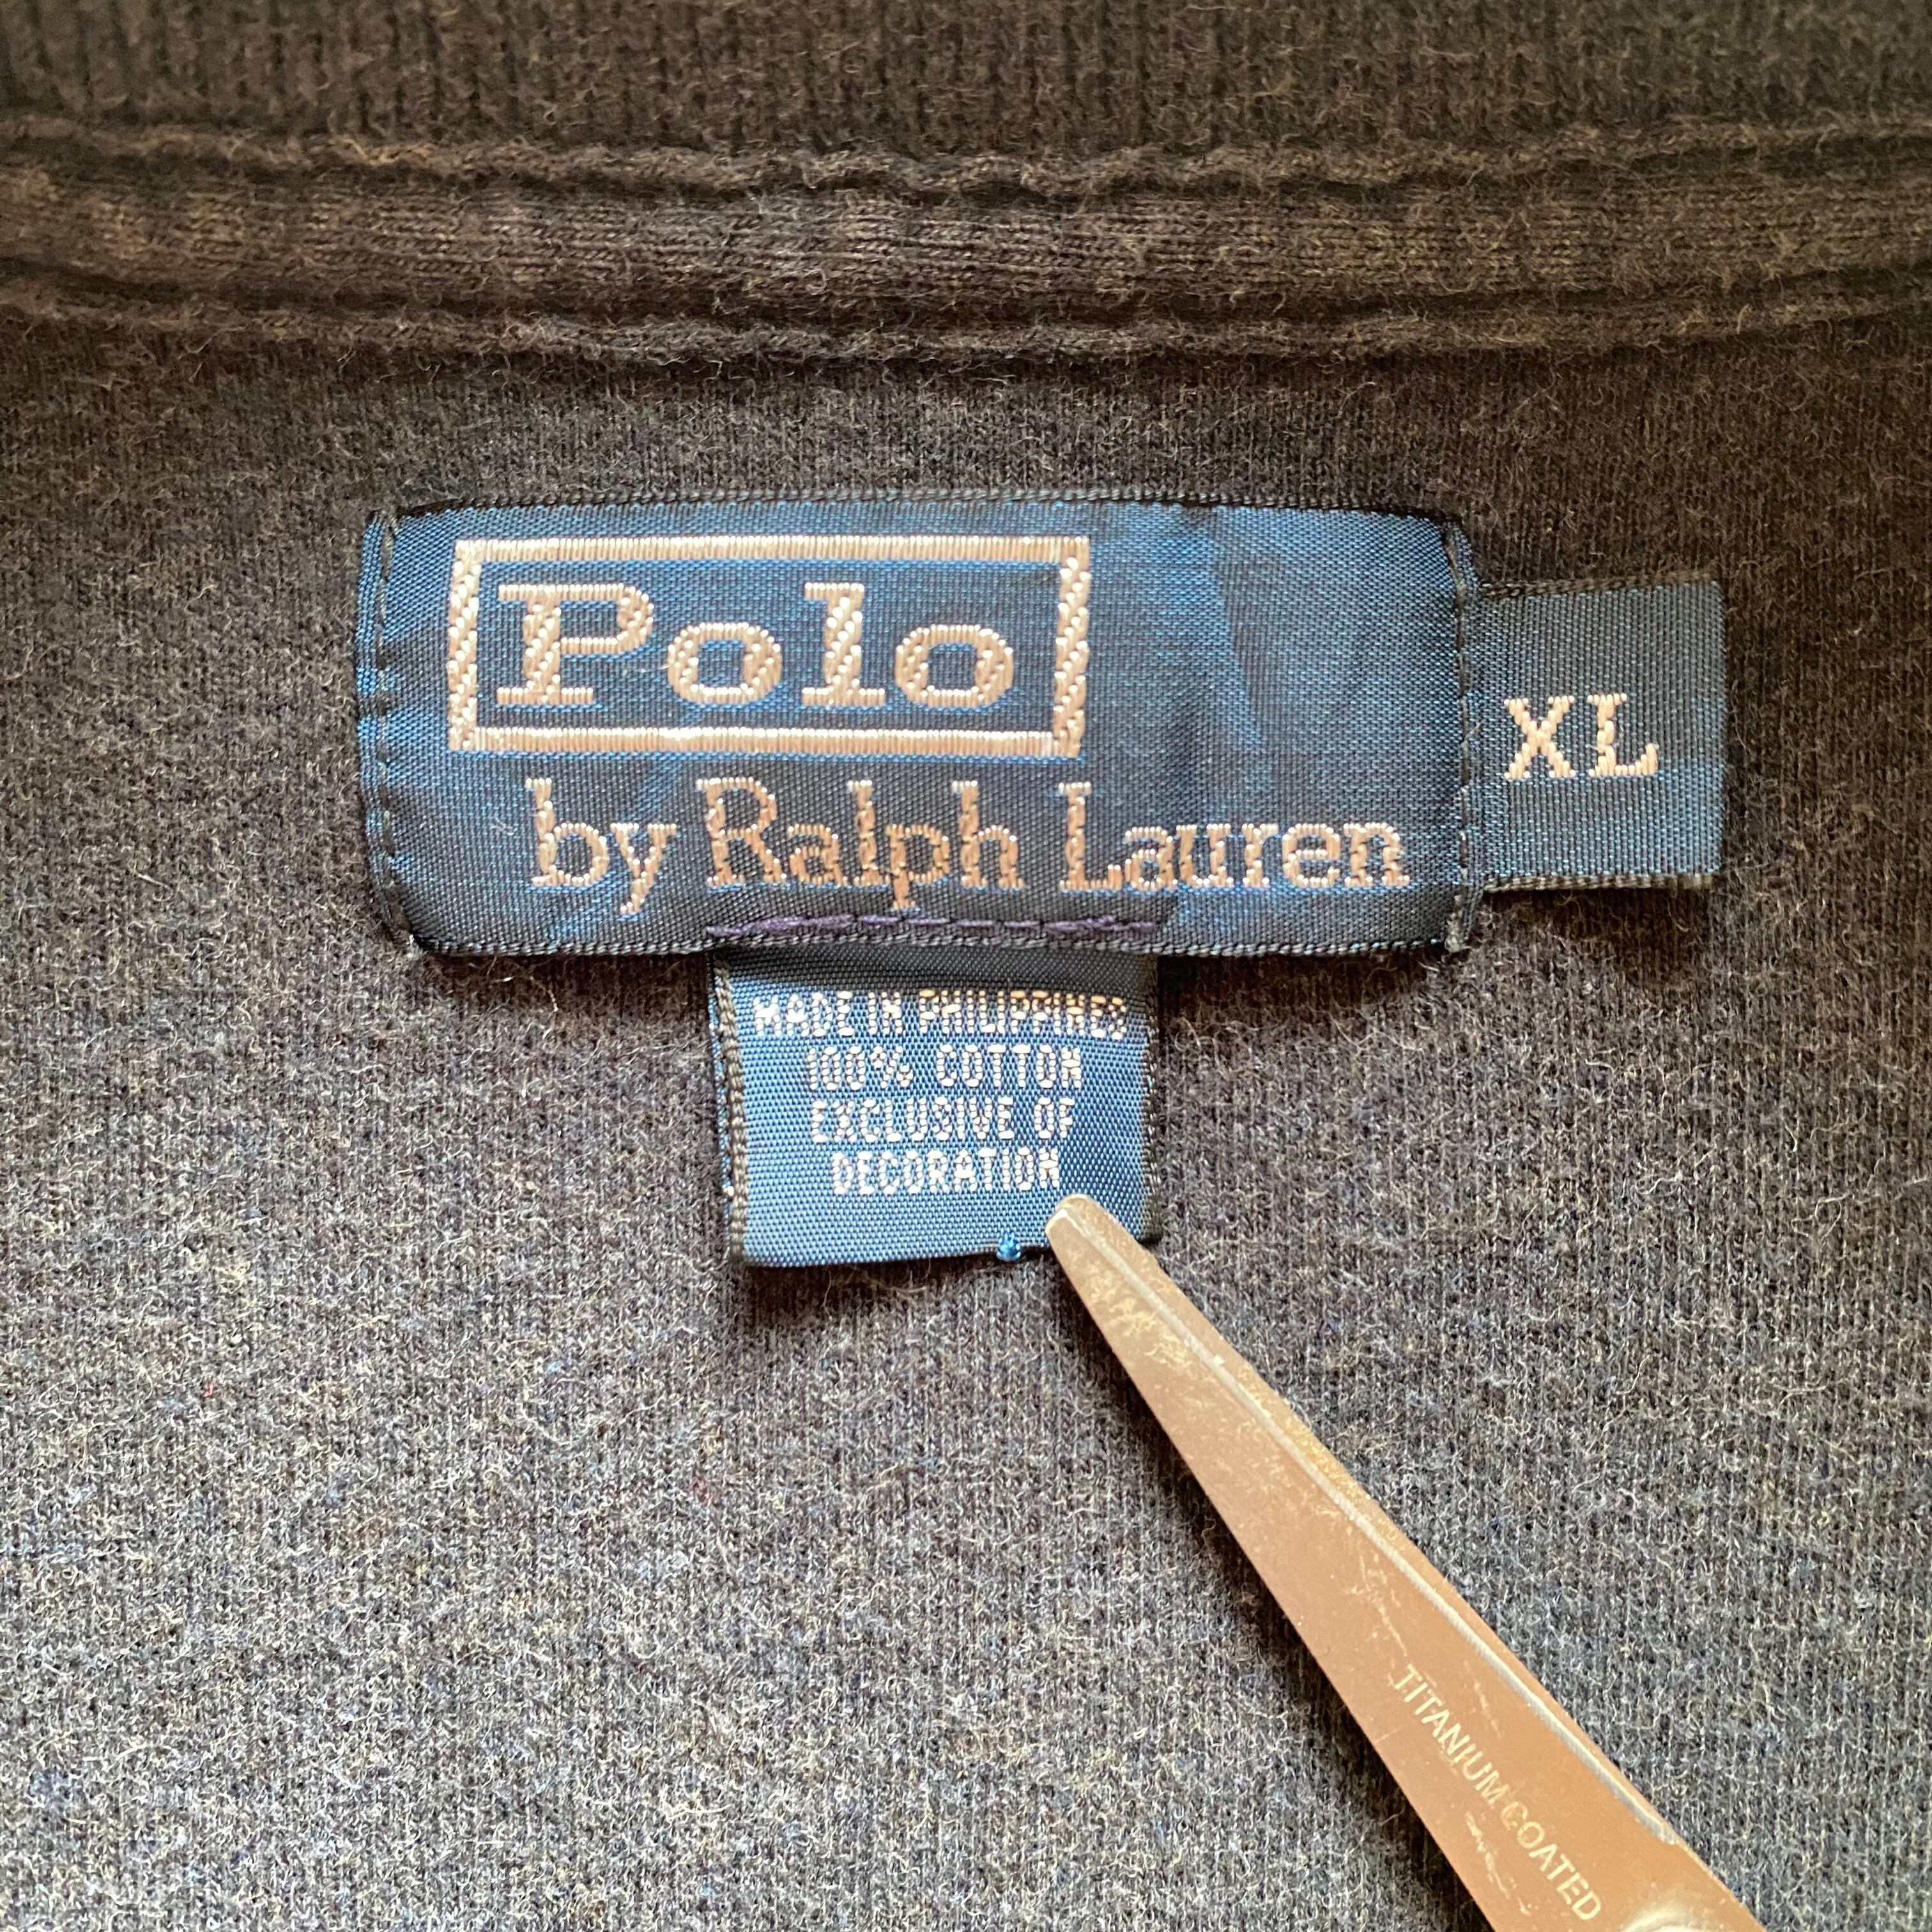 Polo
by Ralph Lauren
XL
MADE IN PHILIPPINES
100% COTTON
EXCLUSIVE OF
DECORATION
TITANIUM COATED